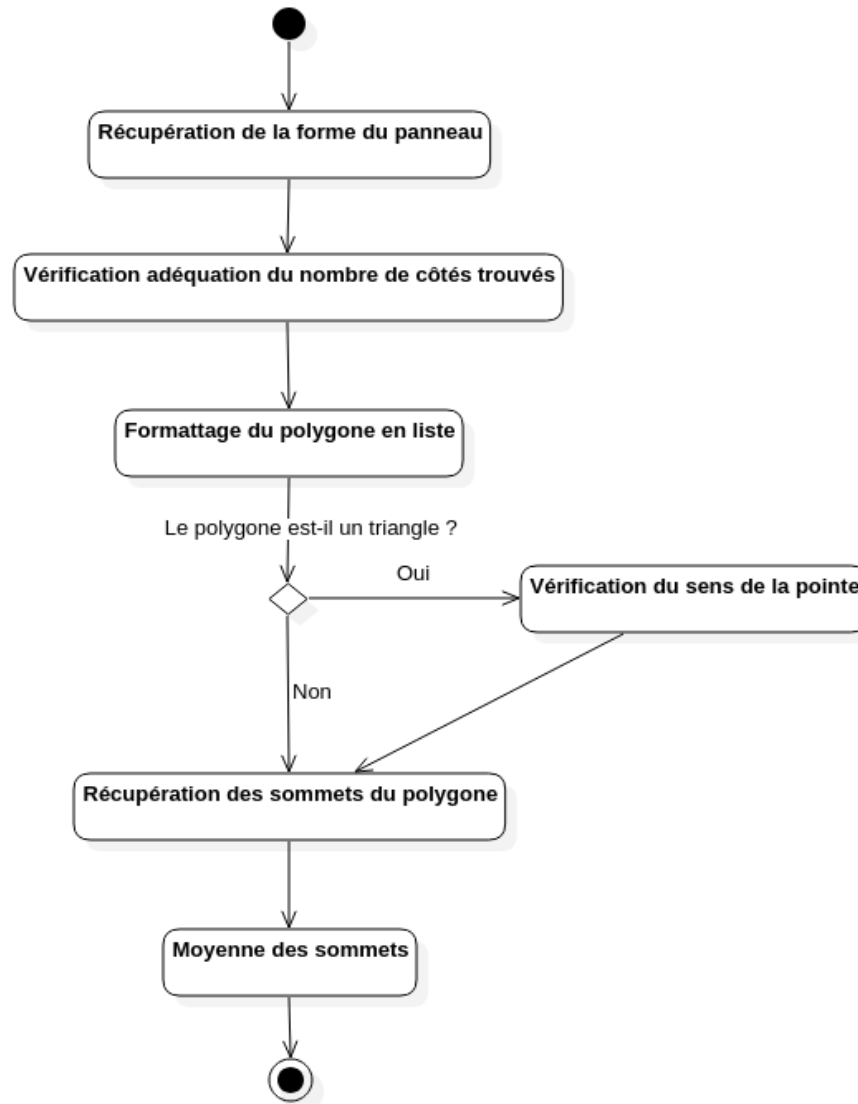 Récupération de la forme du panneau
Vérification adéquation du nombre de côtés trouvés
Formattage du polygone en liste
Le polygone est-il un triangle ?
Oui
Vérification du sens de la pointe
Non
Récupération des sommets du polygone
Moyenne des sommets